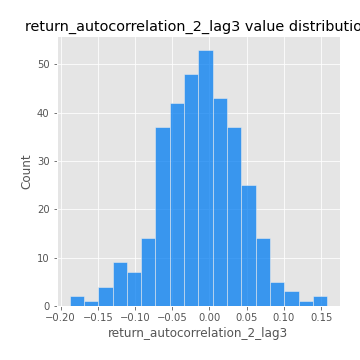 return_autocorrelation_2_lag3 value distributio
50
40
30
20
10
0
Count
−0.20 −0.15 −0.10 −0.05 0.00 0.05 0.10 0.15
return_autocorrelation_2_lag3